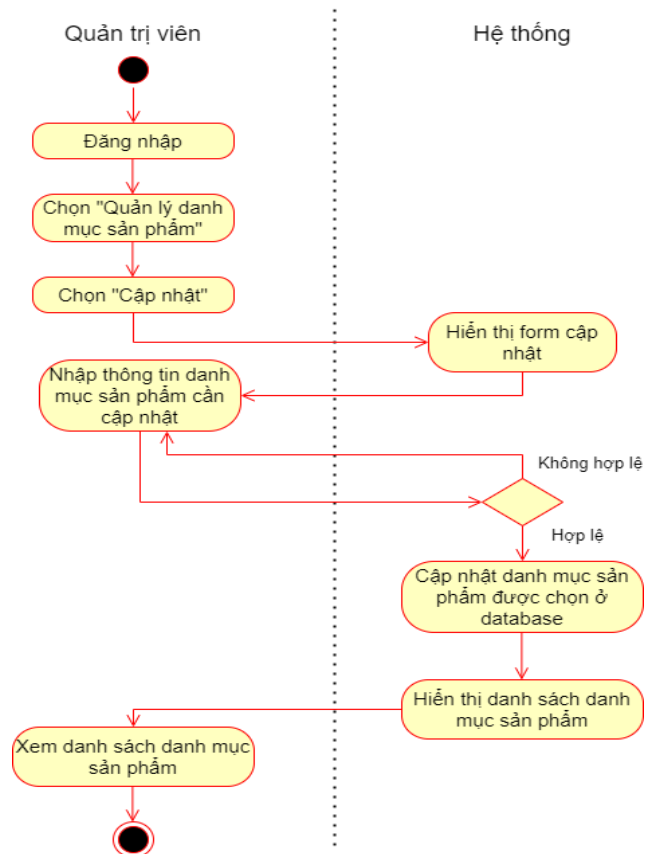 Quản trị viên
Hệ thống
Đăng nhập
Chọn "Quản lý danh
mục sản phẩm"
Chọn "Cập nhật"
Hiển thị form cập
nhật
Nhập thông tin danh
mục sản phẩm cần
cập nhật
Không hợp lệ
Hợp lệ
Cập nhật danh mục sản
phẩm được chọn ở
database
Hiển thị danh sách danh
mục sản phẩm
Xem danh sách danh mục
sản phẩm